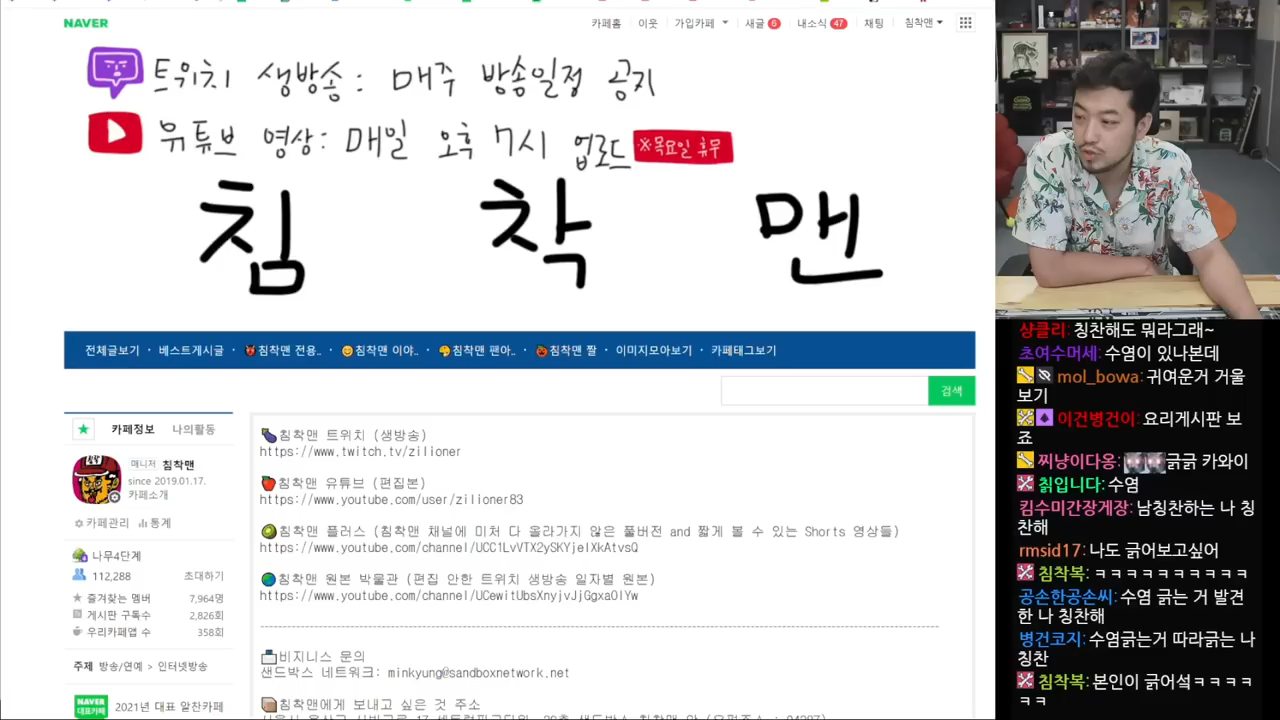 NAVER
카페홈 이웃 가입카페 새글 6 내소식 47 채팅 침착맨
트위치 생방송: 매주 방송일정 공지
유튜브 영상: 매일 오후 7시 업로드 ※목요일 휴무
침 착 맨
전체글보기 · 베스트게시글 · 침착맨 전용.. · 침착맨 이야.. · 침착맨 팬아.. · 침착맨 짤 · 이미지모아보기 · 카페태그보기
검색
카페정보 나의활동
매니저 침착맨
since 2019.01.17.
카페소개
카페관리 통계
나무4단계
112,288 초대하기
즐겨찾는 멤버 7,964명
게시판 구독수 2,826회
우리카페앱 수 358회
주제 방송/연예 > 인터넷방송
NAVER
대표카페
2021년 대표 알찬카페
침착맨 트위치 (생방송)
https://www.twitch.tv/zilioner
침착맨 유튜브 (편집본)
https://www.youtube.com/user/zilioner83
침착맨 플러스 (침착맨 채널에 미처 다 올라가지 않은 풀버전 and 짧게 볼 수 있는 Shorts 영상들)
https://www.youtube.com/channel/UCC1LvVTX2ySKYjeIXkAtvsQ
침착맨 원본 박물관 (편집 안한 트위치 생방송 일자별 원본)
https://www.youtube.com/channel/UCewitUbsXnyjvJjGgxaOIYw
비지니스 문의
샌드박스 네트워크: minkyung@sandboxnetwork.net
침착맨에게 보내고 싶은 것 주소
샹클리: 칭찬해도 뭐라그래~
초여수머세: 수염이 있나본데
mol_bowa: 귀여운거 거울
보기
이건병건이: 요리게시판 보
죠
찌냥이다옹: 긁긁 카와이
칡입니다: 수염
킴수미간장게장: 남칭찬하는 나 칭
찬해
rmsid17: 나도 긁어보고싶어
침착복: ㅋㅋㅋㅋㅋㅋㅋㅋㅋㅋ
공손한공손씨: 수염 긁는 거 발견
한 나 칭찬해
병건코지: 수염긁는거 따라긁는 나
칭찬
침착복: 본인이 긁어섴ㅋㅋㅋㅋ
ㅋㅋ